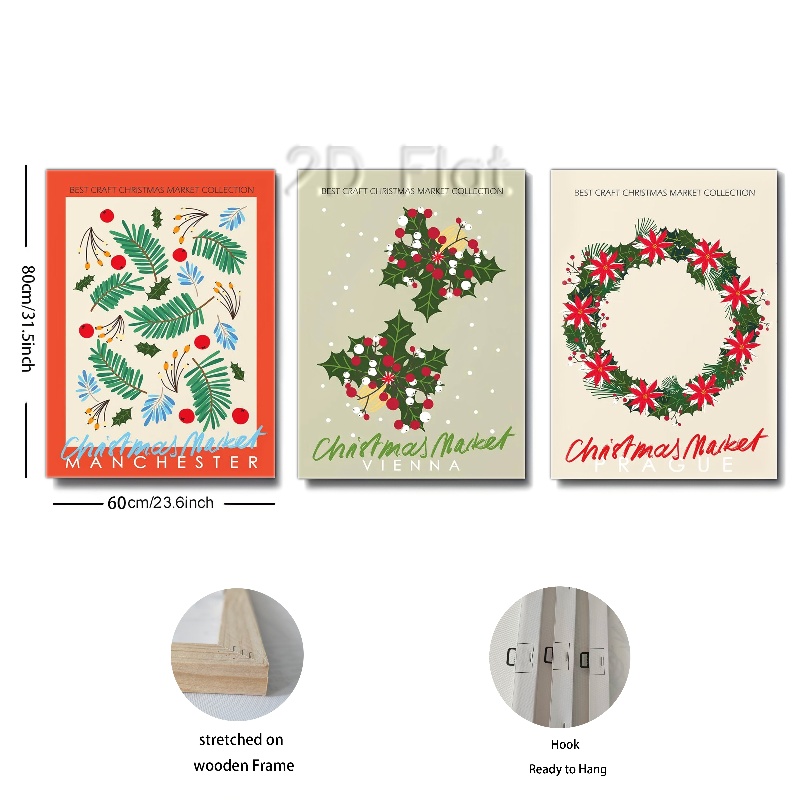 2D Flat
BEST CRAFT CHRISTMAS MARKET COLLECTION
Christmas Market
MANCHESTER
BEST CRAFT CHRISTMAS MARKET COLLECTION
Christmas Market
VIENNA
BEST CRAFT CHRISTMAS MARKET COLLECTION
Christmas Market
PRAGUE
80cm/31.5inch
60cm/23.6inch
stretched on
wooden Frame
Hook
Ready to Hang